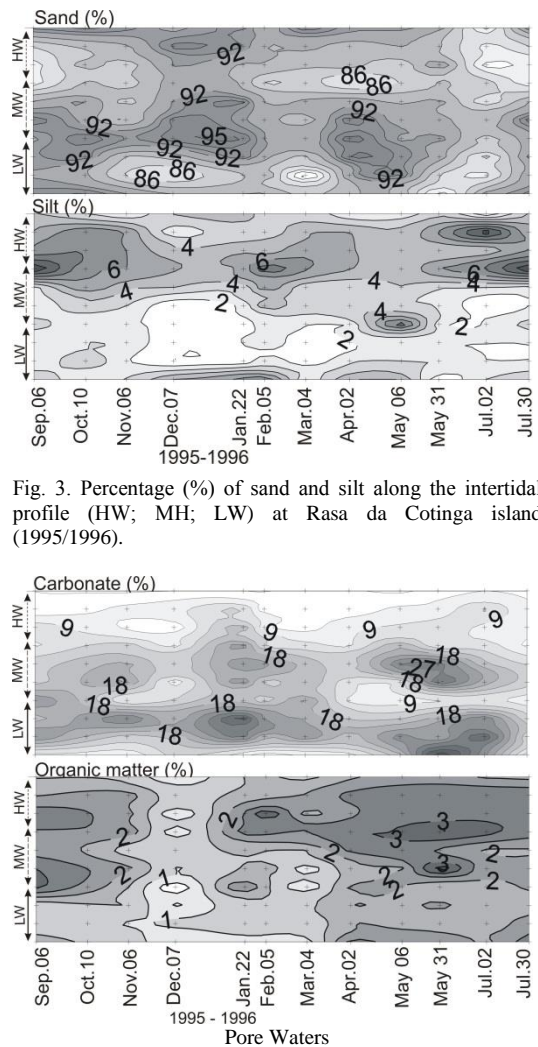 Sand (%)
HW
MW
LW
92
86
86
92
92
92
95
92
92
92
86
86
92
Silt (%)
HW
MW
LW
4
6
6
6
4
4
4
4
4
2
2
2
Sep.06
Oct.10
Nov.06
Dec.07
Jan.22
Feb.05
Mar.04
Apr.02
May 06
May 31
Jul.02
Jul.30
1995-1996
Fig. 3. Percentage (%) of sand and silt along the intertidal
profile (HW; MH; LW) at Rasa da Cotinga island
(1995/1996).
Carbonate (%)
HW
MW
LW
9
9
9
9
18
18
27
18
18
18
18
9
18
18
18
Organic matter (%)
HW
MW
LW
2
2
3
3
3
2
2
2
1
2
2
2
1
Sep.06
Oct.10
Nov.06
Dec.07
Jan.22
Feb.05
Mar.04
Apr.02
May 06
May 31
Jul.02
Jul.30
1995 - 1996
Pore Waters